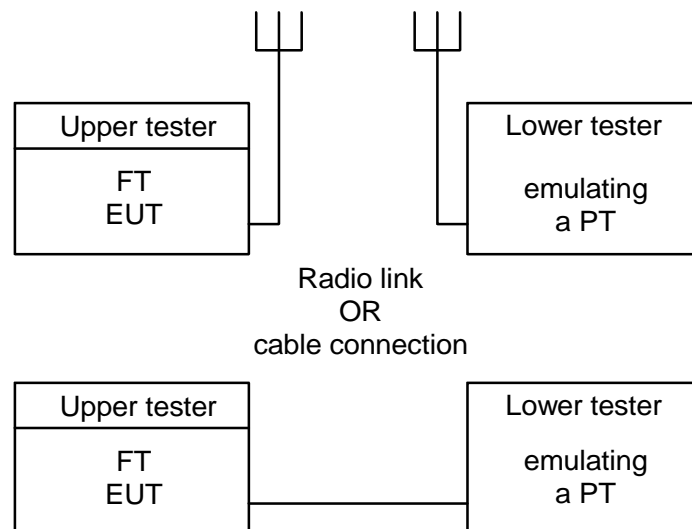 Upper tester
FT
EUT
Lower tester
emulating
a PT
Radio link
OR
cable connection
Upper tester
FT
EUT
Lower tester
emulating
a PT